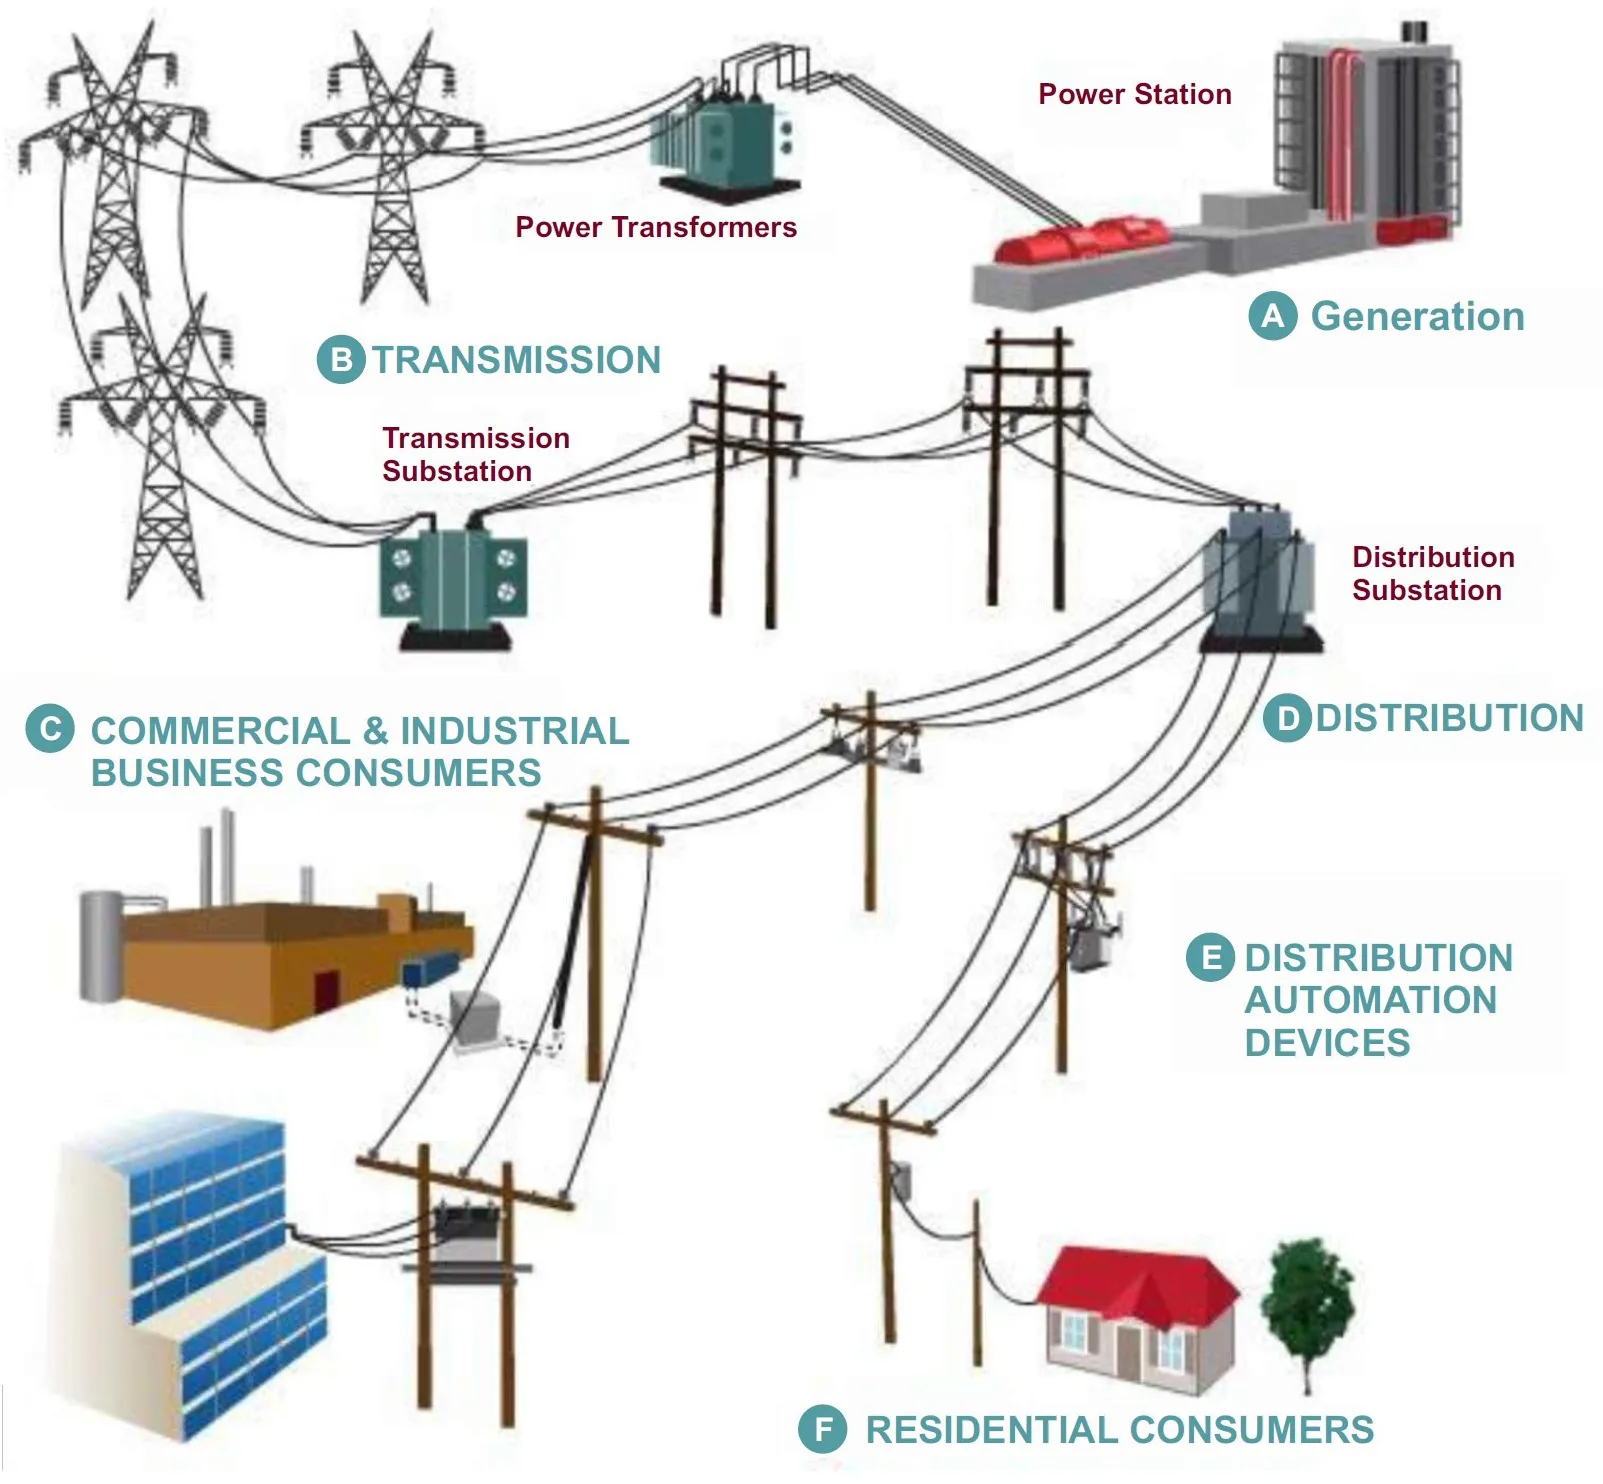 Power Station
Power Transformers
A Generation
B TRANSMISSION
Transmission
Substation
Distribution
Substation
C COMMERCIAL & INDUSTRIAL
BUSINESS CONSUMERS
D DISTRIBUTION
E DISTRIBUTION
AUTOMATION
DEVICES
F RESIDENTIAL CONSUMERS